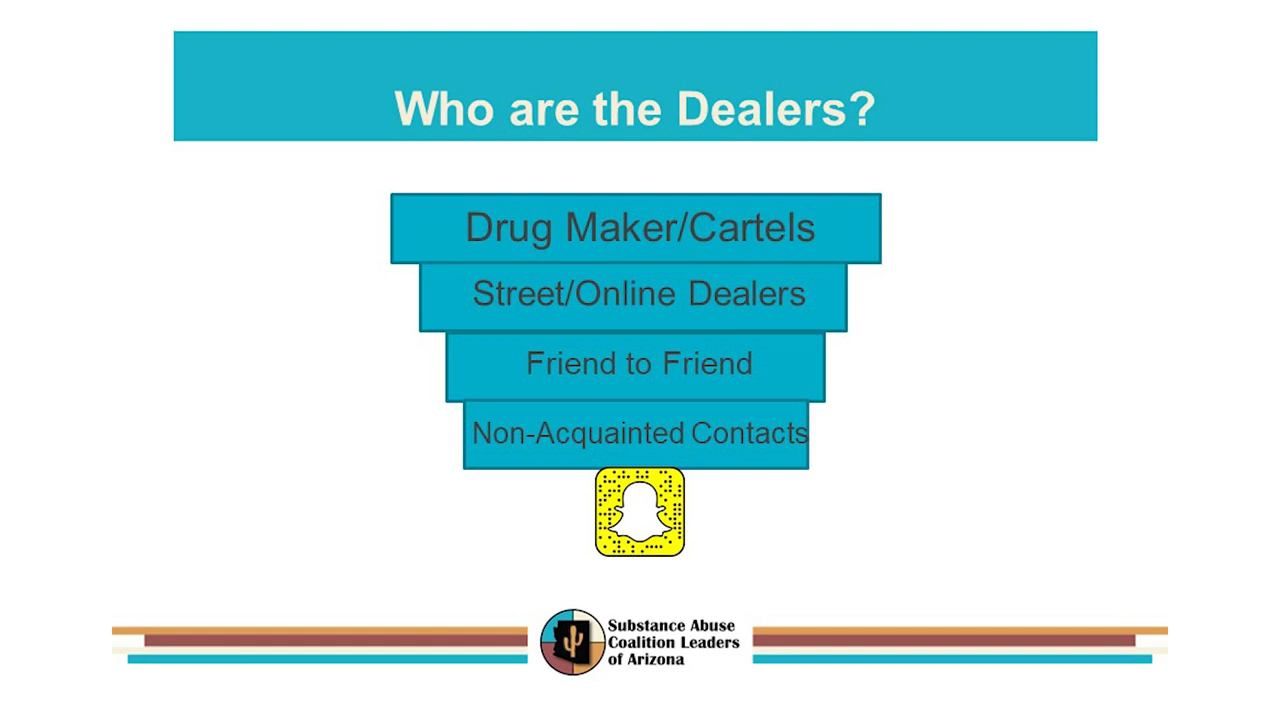 Who are the Dealers?
Drug Maker/Cartels
Street/Online Dealers
Friend to Friend
Non-Acquainted Contacts
Substance Abuse
Coalition Leaders
of Arizona